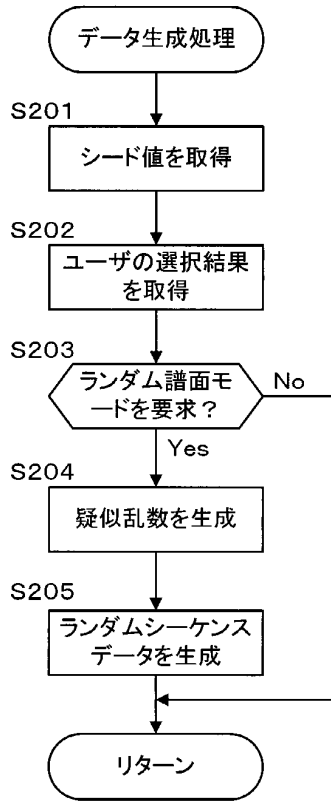 データ生成処理
S201
シード値を取得
S202
ユーザの選択結果
を取得
S203
ランダム譜面モ
ードを要求？
No
Yes
S204
疑似乱数を生成
S205
ランダムシーケンス
データを生成
リターン